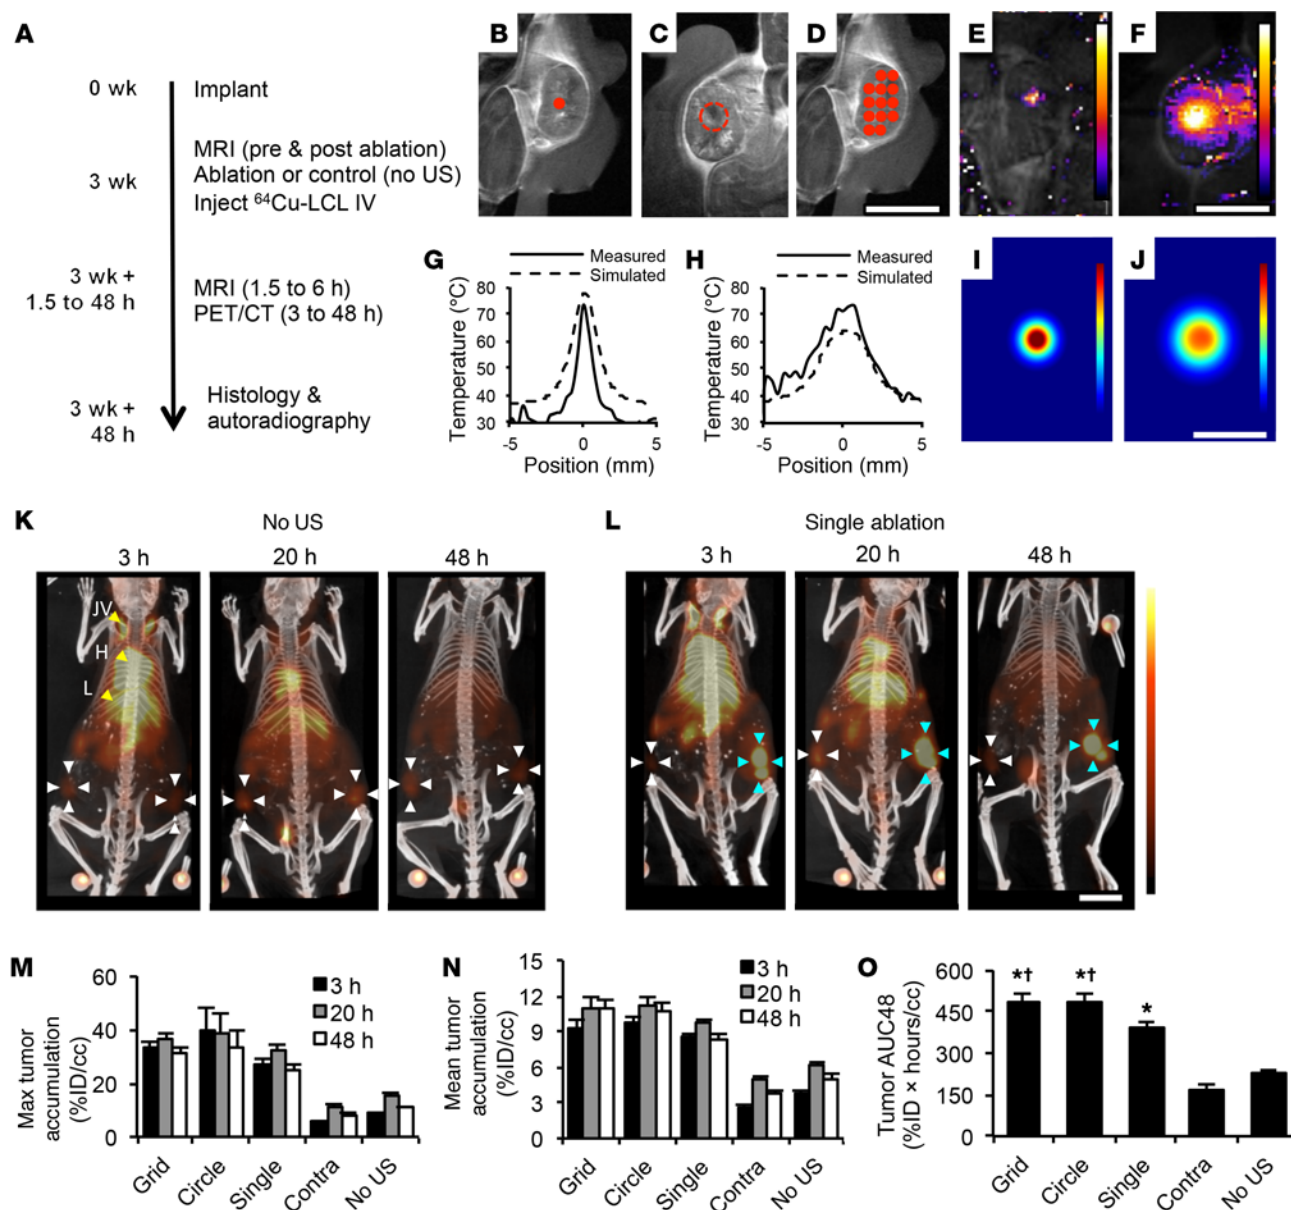 A
0 wk
Implant
3 wk
MRI (pre & post ablation)
Ablation or control (no US)
Inject ⁶⁴Cu-LCL IV
3 wk +
1.5 to 48 h
MRI (1.5 to 6 h)
PET/CT (3 to 48 h)
3 wk +
48 h
Histology &
autoradiography
B
C
D
E
F
G
Measured
Simulated
Temperature (°C)
80
70
60
50
40
30
-5
0
5
Position (mm)
H
Measured
Simulated
Temperature (°C)
80
70
60
50
40
30
-5
0
5
Position (mm)
I
J
K
No US
3 h
20 h
48 h
JV
H
L
L
Single ablation
3 h
20 h
48 h
M
Max tumor
accumulation
(%ID/cc)
60
40
20
0
3 h
20 h
48 h
Grid
Circle
Single
Contra
No US
N
Mean tumor
accumulation
(%ID/cc)
15
12
9
6
3
0
3 h
20 h
48 h
Grid
Circle
Single
Contra
No US
O
Tumor AUC48
(%ID × hours/cc)
600
450
300
150
0
*†
*†
*
Grid
Circle
Single
Contra
No US